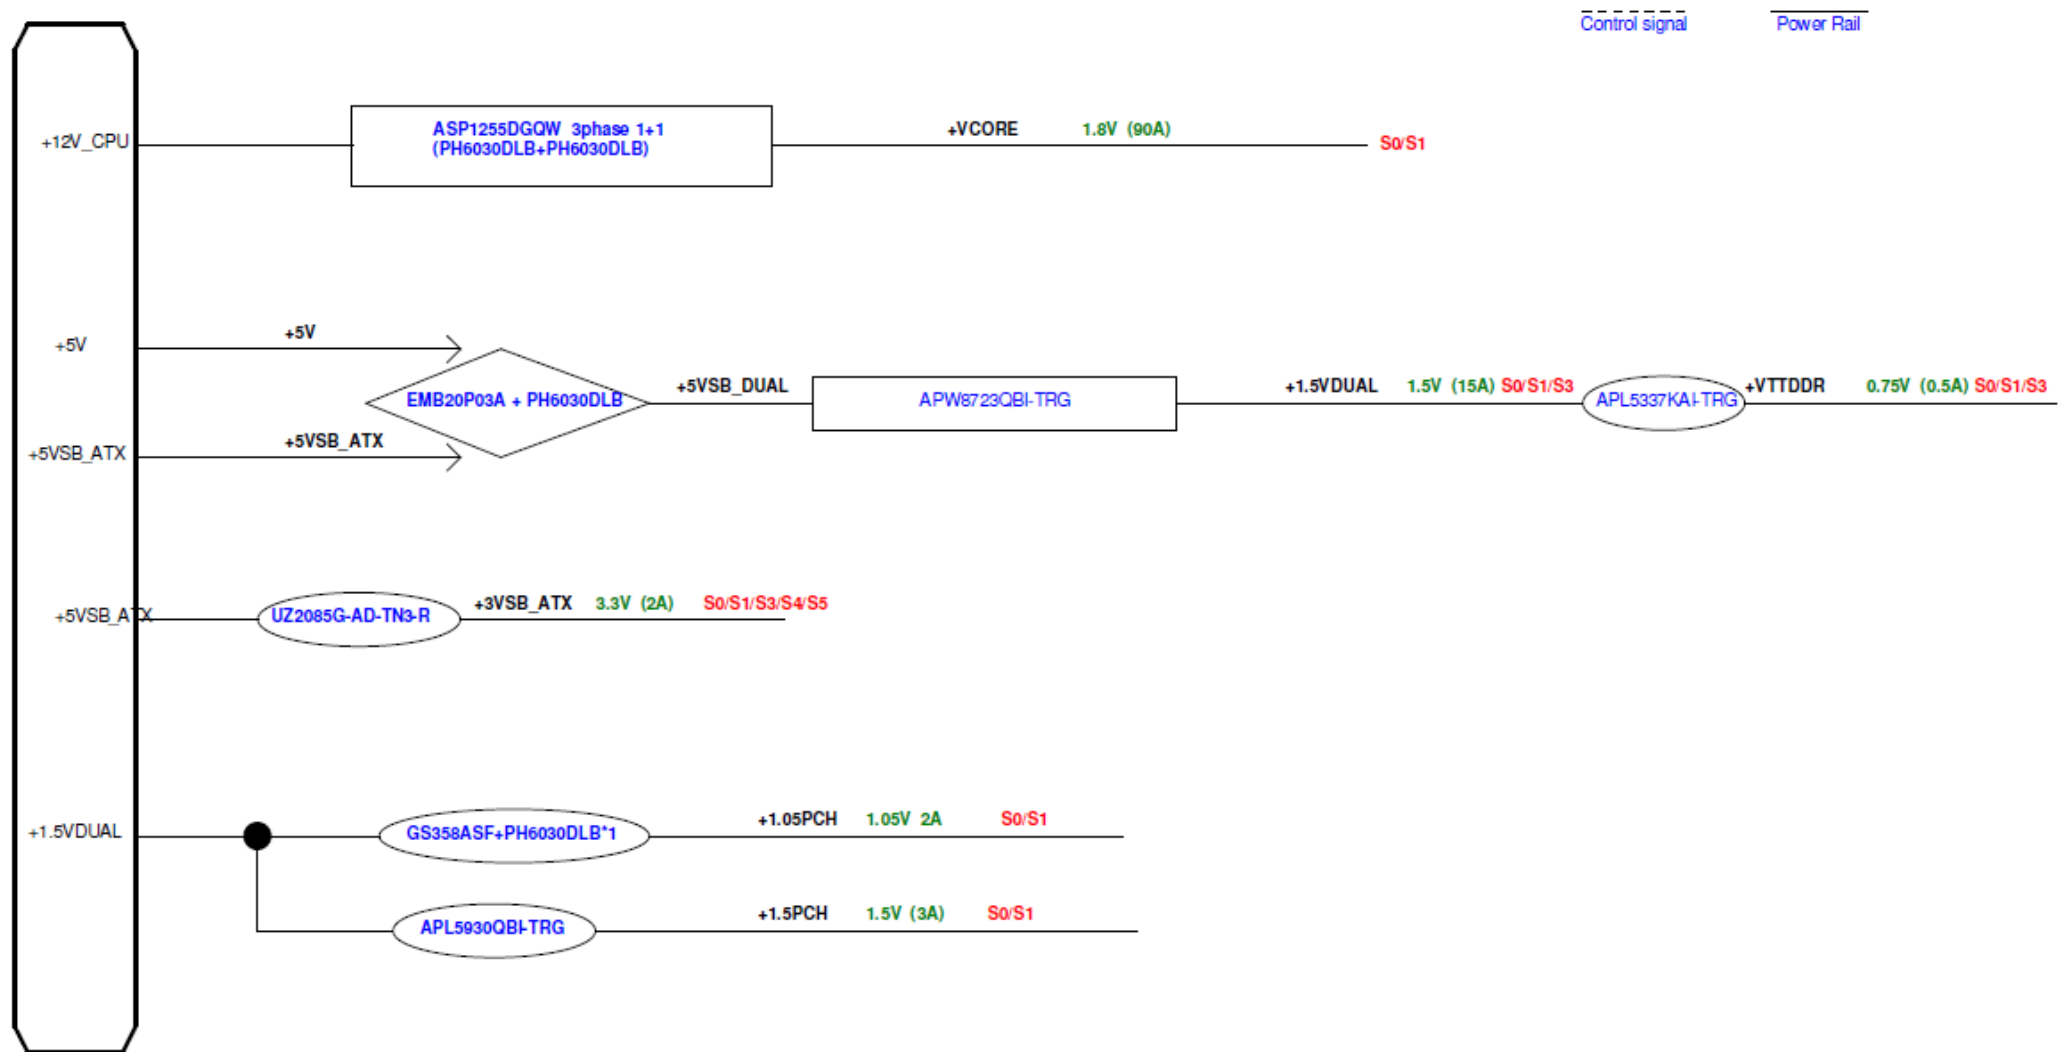 Control signal
Power Rail
+12V_CPU
ASP1255DGQW 3phase 1+1
(PH6030DLB+PH6030DLB)
+VCORE
1.8V (90A)
S0/S1
+5V
+5V
EMB20P03A + PH6030DLB
+5VSB_DUAL
APW8723QBI-TRG
+1.5VDUAL
1.5V (15A)
S0/S1/S3
APL5337KAI-TRG
+VTTDDR
0.75V (0.5A)
S0/S1/S3
+5VSB_ATX
+5VSB_ATX
+5VSB_ATX
UZ2085G-AD-TN3-R
+3VSB_ATX
3.3V (2A)
S0/S1/S3/S4/S5
+1.5VDUAL
GS358ASF+PH6030DLB*1
+1.05PCH
1.05V 2A
S0/S1
APL5930QBI-TRG
+1.5PCH
1.5V (3A)
S0/S1